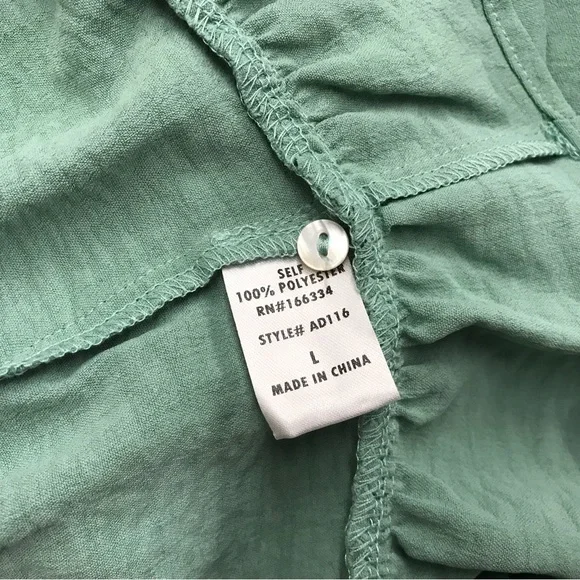 SELF
100% POLYESTER
RN#166334
STYLE# AD116
L
MADE IN CHINA